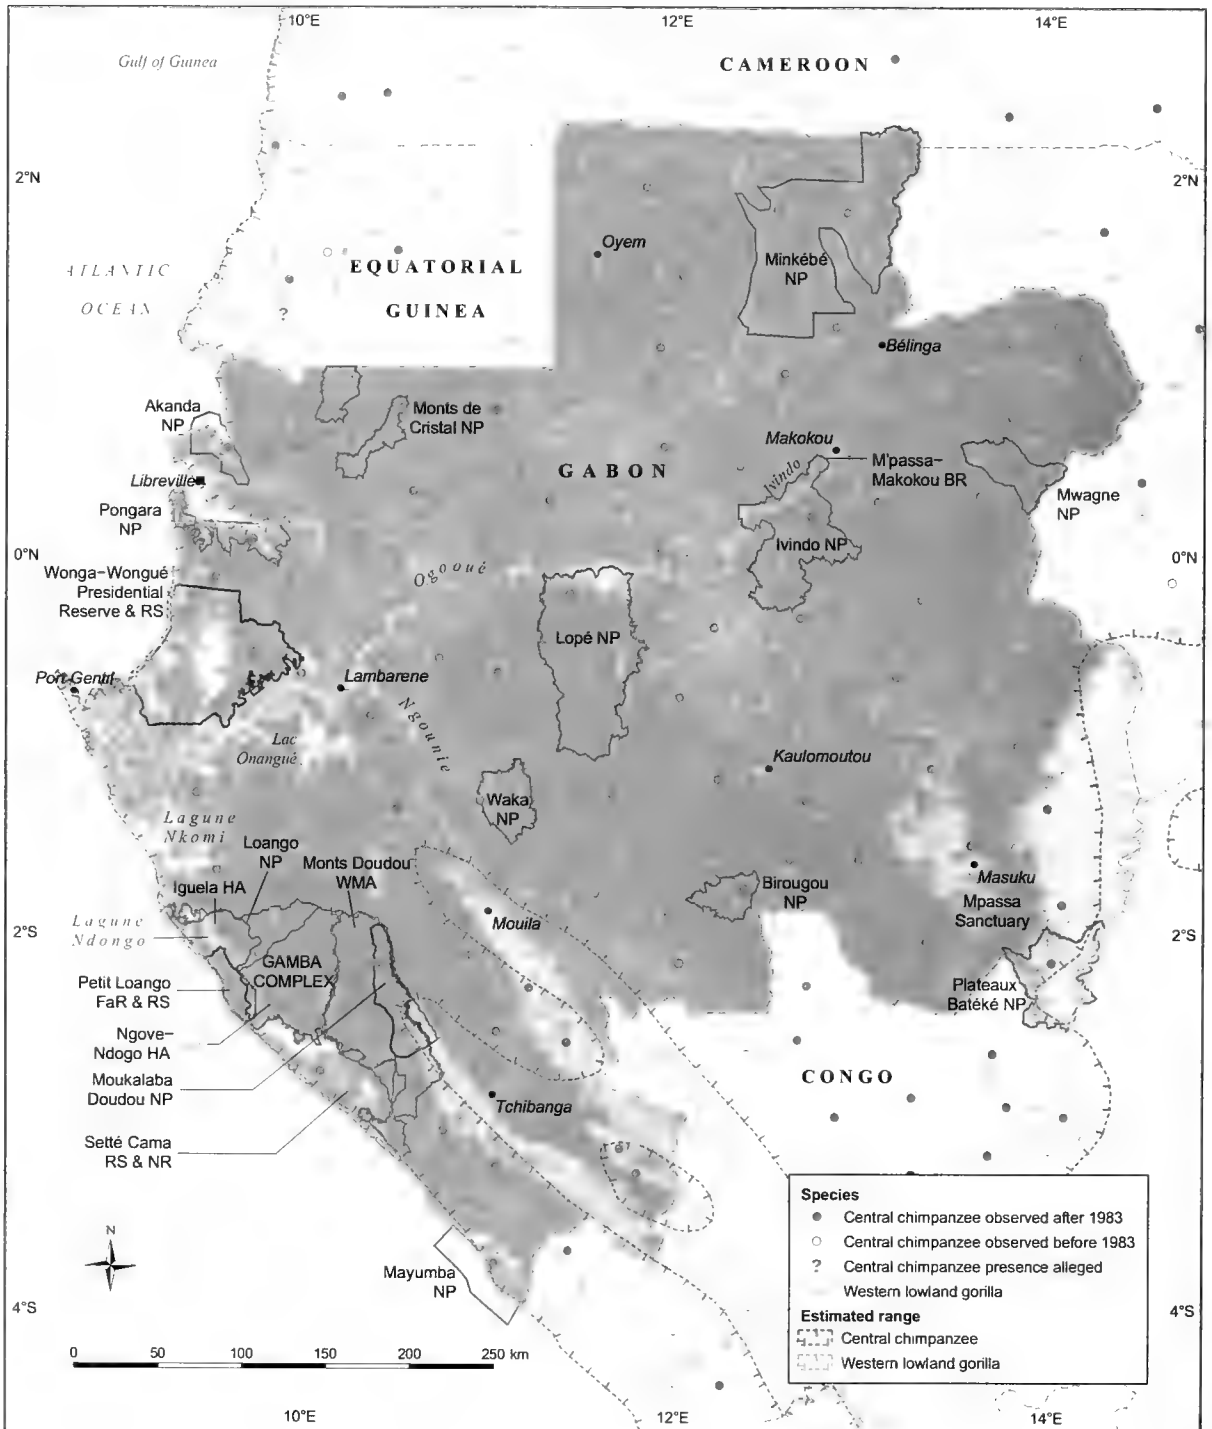 10°E
12°E
14°E
Gulf of Guinea
CAMEROON
2°N
2°N
Oyem
ATLANTIC
OCEAN
EQUATORIAL
GUINEA
?
Minkébé
NP
Bélinga
Akanda
NP
Monts de
Cristal NP
Makokou
GABON
M'passa-
Makokou BR
Ivindo
Libreville
Mwagne
NP
Pongara
NP
Ivindo NP
0°N
0°N
Ogooué
Wonga-Wongué
Presidential
Reserve & RS
Lopé NP
Port-Gentil
Lambarene
Ngounie
Lac
Onangué
Kaulomoutou
Waka
NP
Lagune
Nkomi
Loango
NP
Monts Doudou
WMA
Iguela HA
Birougou
NP
Masuku
Mpassa
Sanctuary
Mouila
Lagune
Ndongo
2°S
2°S
GAMBA
COMPLEX
Petit Loango
FaR & RS
Plateaux
Batéké NP
Ngove-
Ndogo HA
Moukalaba
Doudou NP
CONGO
Tchibanga
Setté Cama
RS & NR
N
Mayumba
NP
Species
Central chimpanzee observed after 1983
Central chimpanzee observed before 1983
? Central chimpanzee presence alleged
Western lowland gorilla
Estimated range
Central chimpanzee
Western lowland gorilla
4°S
4°S
0 50 100 150 200 250 km
10°E
12°E
14°E